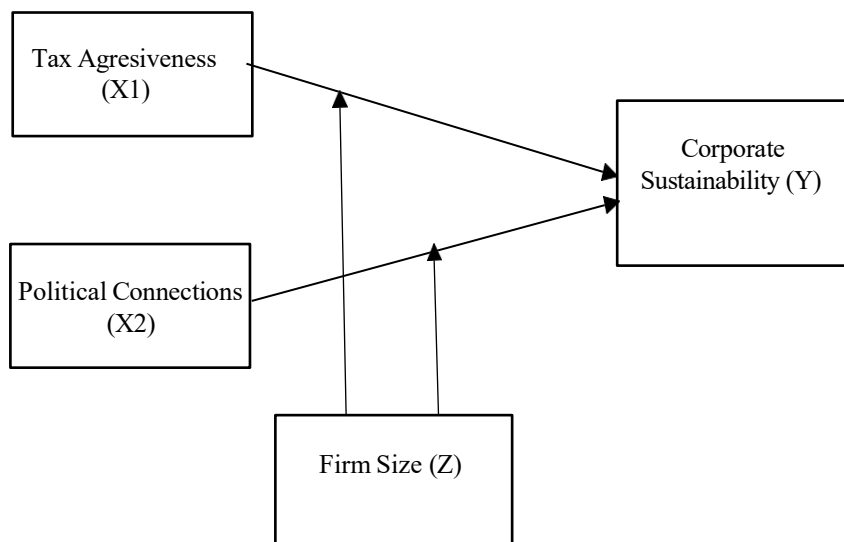 Tax Agresiveness
(X1)
Corporate
Sustainability (Y)
Political Connections
(X2)
Firm Size (Z)